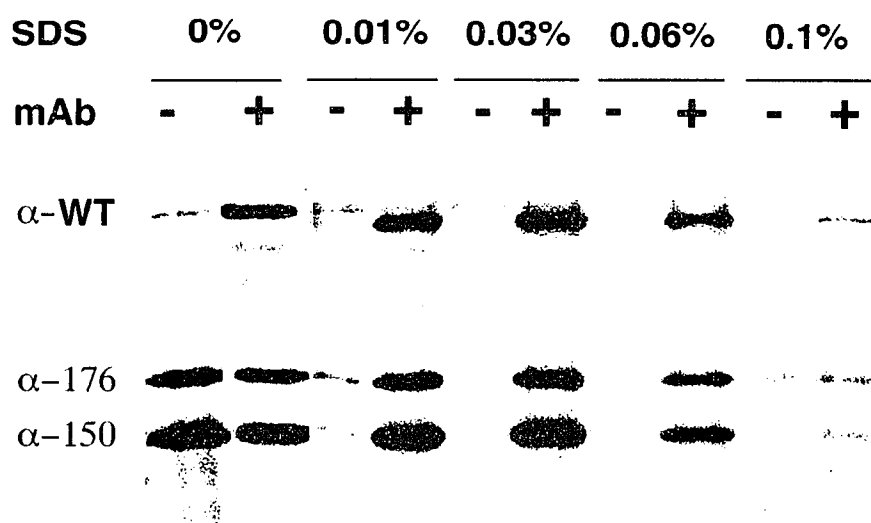 SDS 0% 0.01% 0.03% 0.06% 0.1%
mAb - + - + - + - + - +
α-WT
α-176
α-150